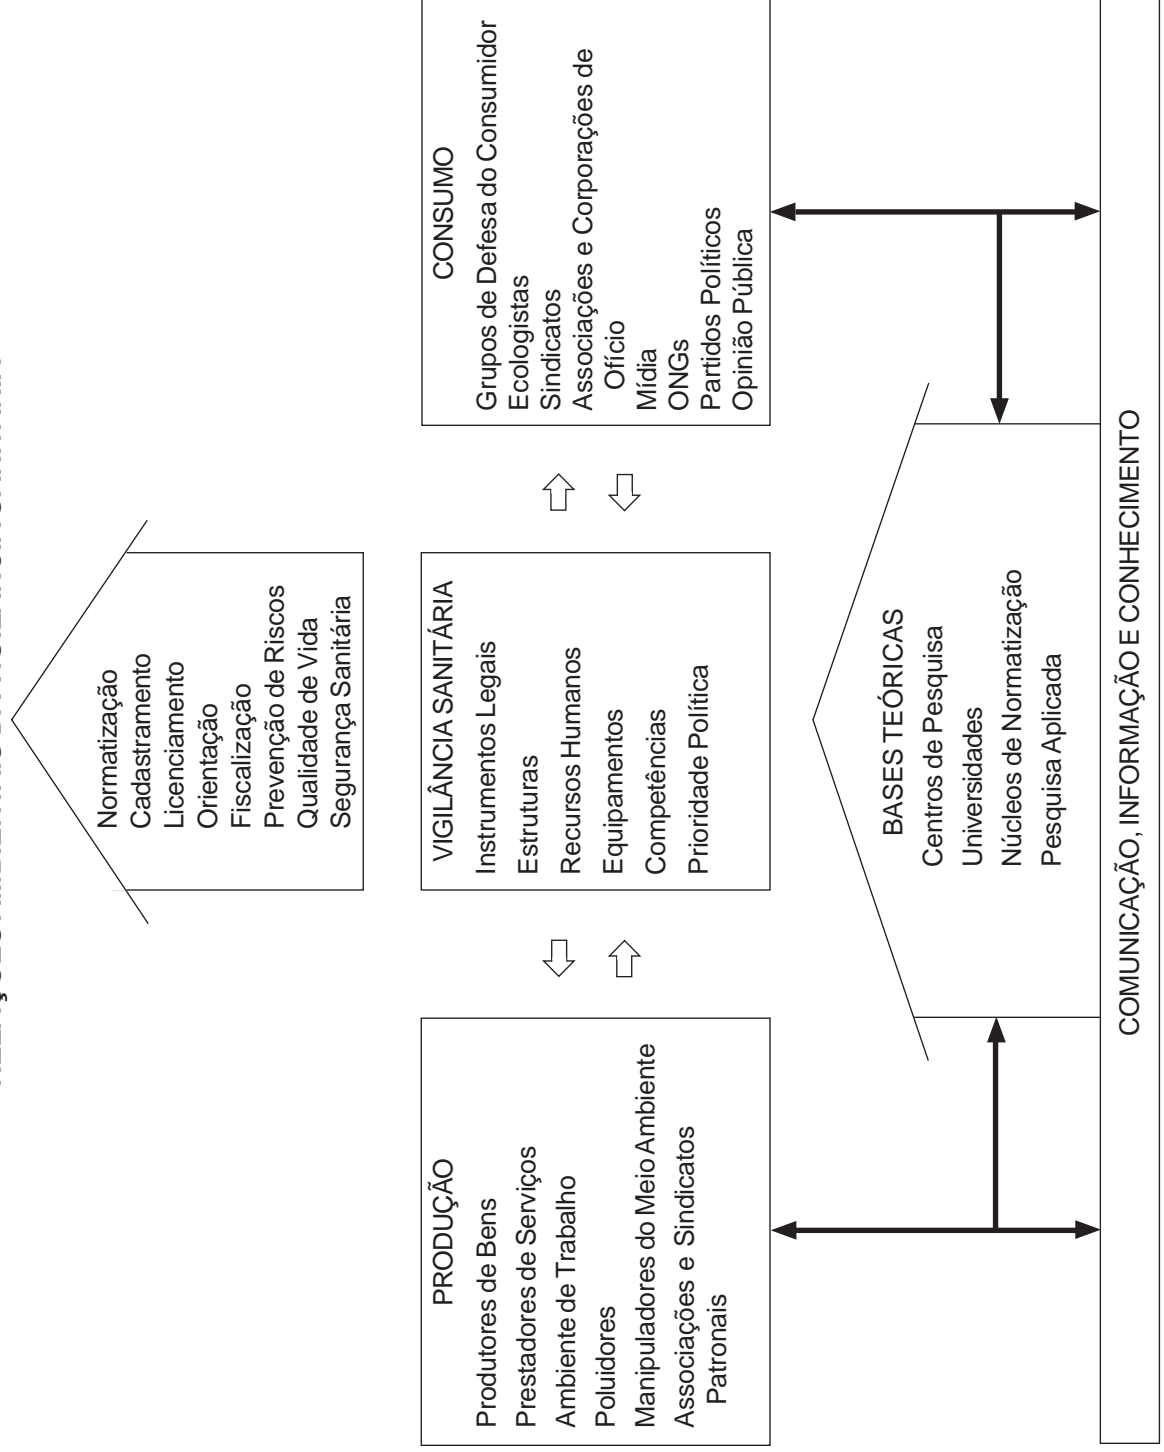 Normatização
Cadastramento
Licenciamento
Orientação
Fiscalização
Prevenção de Riscos
Qualidade de Vida
Segurança Sanitária
PRODUÇÃO
Produtores de Bens
Prestadores de Serviços
Ambiente de Trabalho
Poluidores
Manipuladores do Meio Ambiente
Associações e Sindicatos
Patronais
VIGILÂNCIA SANITÁRIA
Instrumentos Legais
Estruturas
Recursos Humanos
Equipamentos
Competências
Prioridade Política
CONSUMO
Grupos de Defesa do Consumidor
Ecologistas
Sindicatos
Associações e Corporações de
Ofício
Mídia
ONGs
Partidos Políticos
Opinião Pública
BASES TEÓRICAS
Centros de Pesquisa
Universidades
Núcleos de Normatização
Pesquisa Aplicada
COMUNICAÇÃO, INFORMAÇÃO E CONHECIMENTO